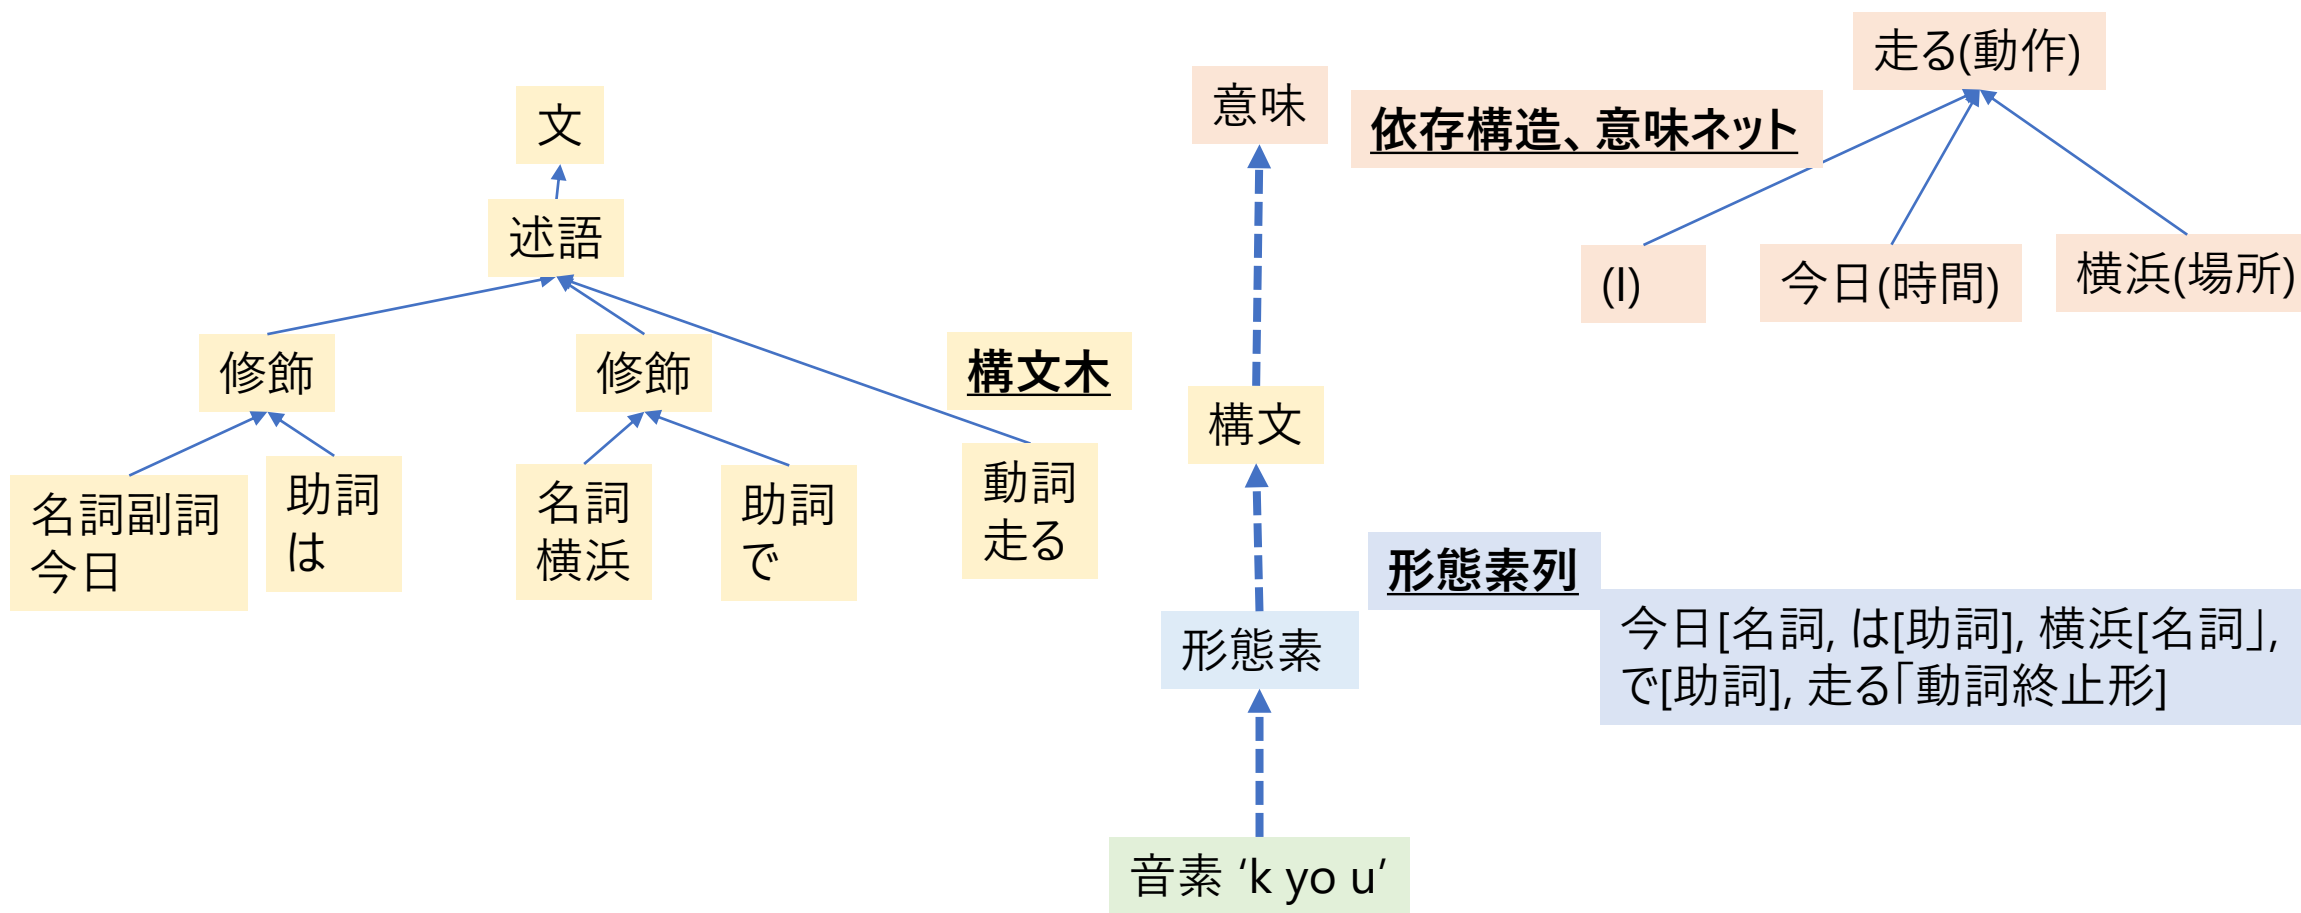 文
述語
修飾
修飾
構文木
名詞副詞
今日
助詞
は
名詞
横浜
助詞
で
動詞
走る
意味
構文
形態素
音素 ‘k yo u’
依存構造、意味ネット
走る(動作)
(I)
今日(時間)
横浜(場所)
形態素列
今日[名詞, は[助詞], 横浜[名詞」,
で[助詞], 走る「動詞終止形]